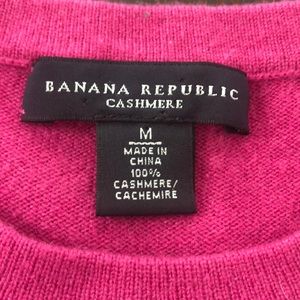 BANANA REPUBLIC
CASHMERE
M
MADE IN
CHINA
100%
CASHMERE/
CACHEMIRE